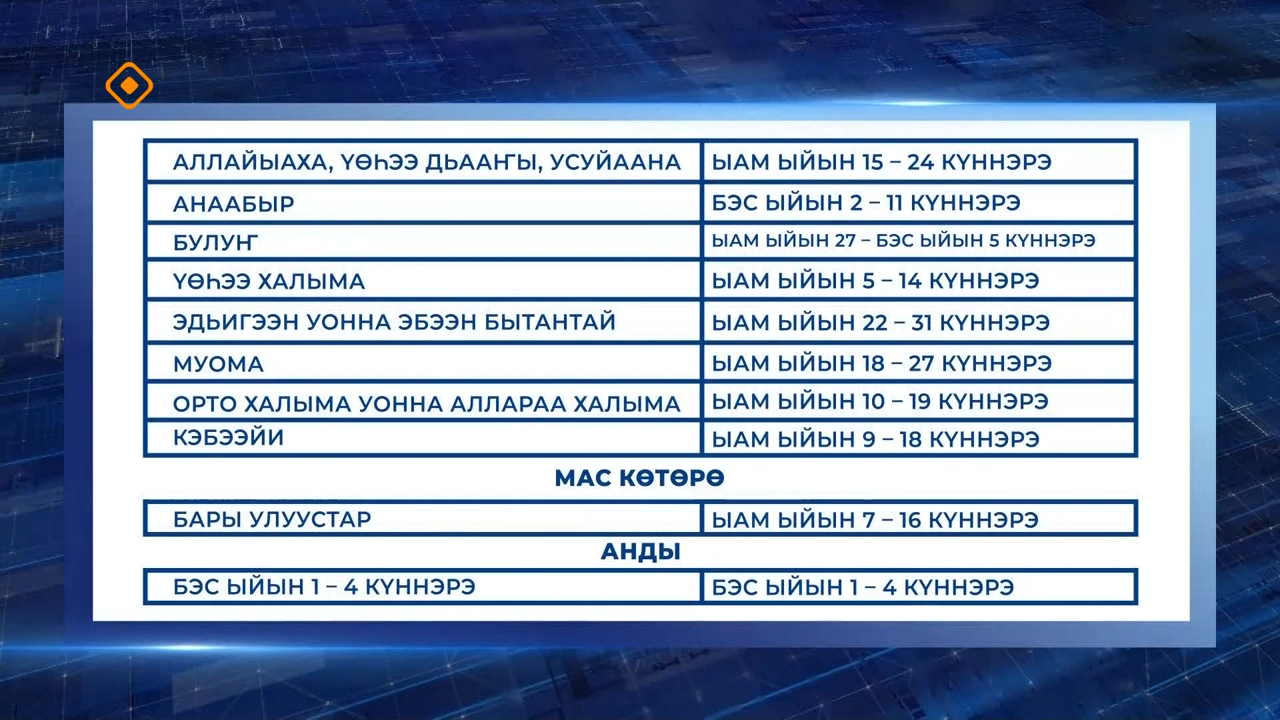 АЛЛАЙЫАХА, ҮӨҺЭЭ ДЬААҤЫ, УСУЙААНА ЫАМ ЫЙЫН 15 – 24 КҮННЭРЭ
АНААБЫР БЭС ЫЙЫН 2 – 11 КҮННЭРЭ
БУЛУҤ ЫАМ ЫЙЫН 27 – БЭС ЫЙЫН 5 КҮННЭРЭ
ҮӨҺЭЭ ХАЛЫМА ЫАМ ЫЙЫН 5 – 14 КҮННЭРЭ
ЭДЬИГЭЭН УОННА ЭБЭЭН БЫТАНТАЙ ЫАМ ЫЙЫН 22 – 31 КҮННЭРЭ
МУОМА ЫАМ ЫЙЫН 18 – 27 КҮННЭРЭ
ОРТО ХАЛЫМА УОННА АЛЛАРАА ХАЛЫМА ЫАМ ЫЙЫН 10 – 19 КҮННЭРЭ
КЭБЭЭЙИ ЫАМ ЫЙЫН 9 – 18 КҮННЭРЭ
МАС КӨТӨРӨ
БАРЫ УЛУУСТАР ЫАМ ЫЙЫН 7 – 16 КҮННЭРЭ
АНДЫ
БЭС ЫЙЫН 1 – 4 КҮННЭРЭ БЭС ЫЙЫН 1 – 4 КҮННЭРЭ